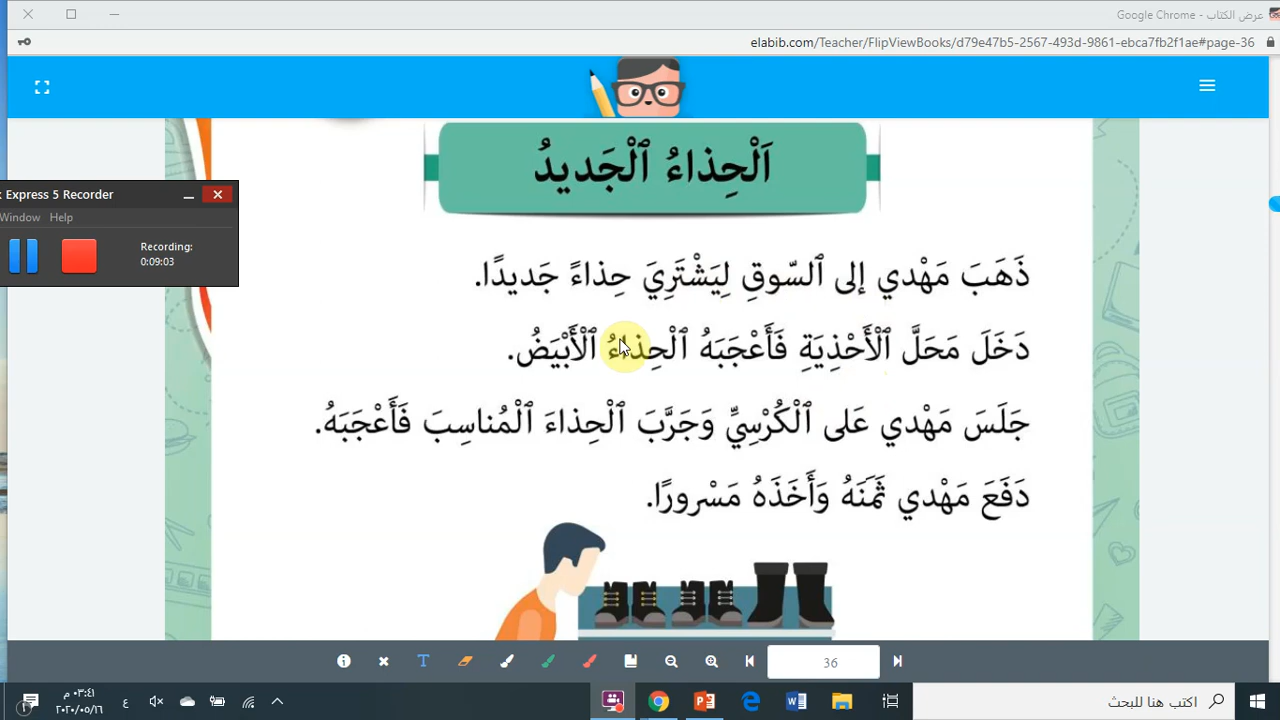 عرض الكتاب - Google Chrome
elabib.com/Teacher/FlipViewBooks/d79e47b5-2567-493d-9861-ebca7fb2f1ae#page-36
اَلْحِذاءُ ٱلْجَديدُ
Express 5 Recorder
Window Help
Recording:
0:09:03
ذَهَبَ مَهْدي إلى ٱلسّوقِ لِيَشْتَرِيَ حِذاءً جَديدًا.
دَخَلَ مَحَلَّ ٱلْأَحْذِيَةِ فَأَعْجَبَهُ ٱلْحِذاءُ ٱلْأَبْيَضُ.
جَلَسَ مَهْدي عَلى ٱلْكُرْسِيِّ وَجَرَّبَ ٱلْحِذاءَ ٱلْمُناسِبَ فَأَعْجَبَهُ.
دَفَعَ مَهْدي ثَمَنَهُ وَأَخَذَهُ مَسْرورًا.
36
اكتب هنا للبحث
ع
٠٣:٤١ م
٢٠٢٠/٠٥/١٦